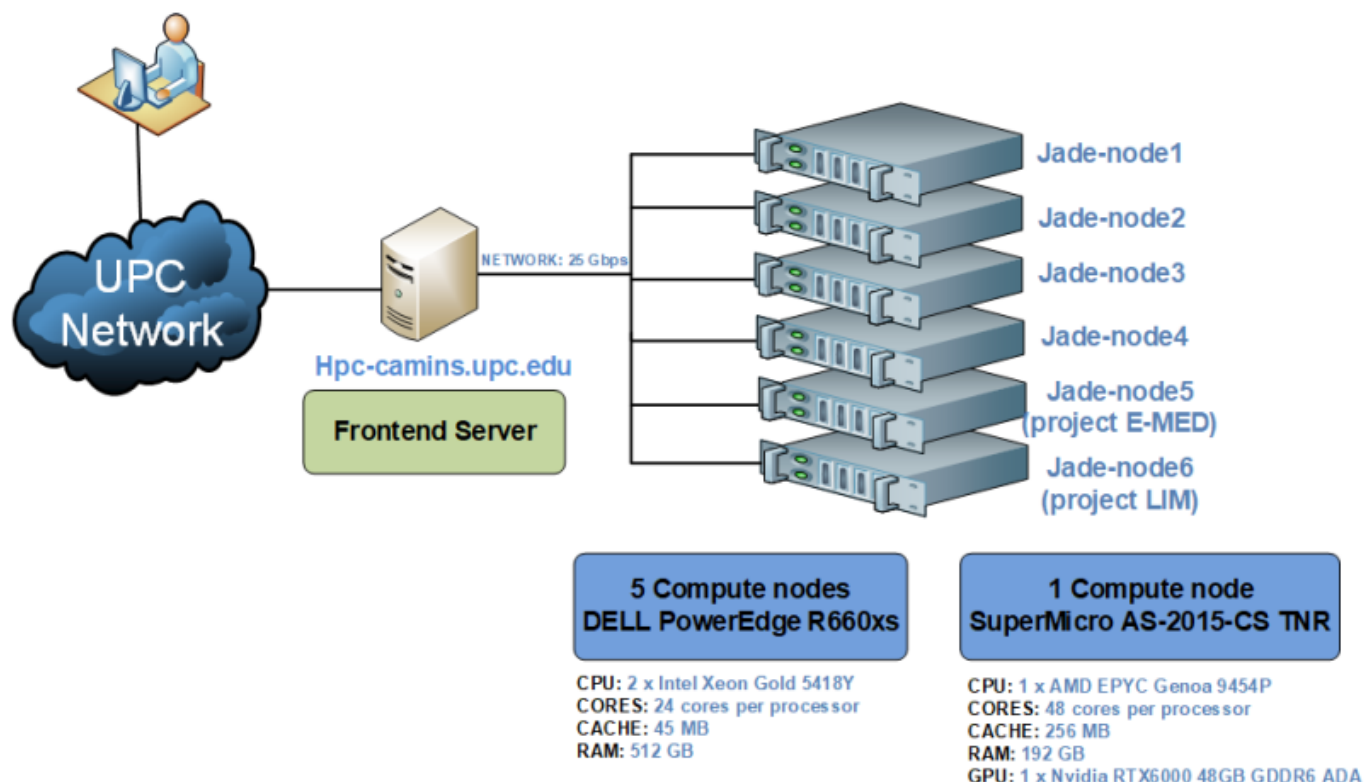 UPC
Network
Hpc-camins.upc.edu
Frontend Server
NETWORK: 25 Gbps
Jade-node1
Jade-node2
Jade-node3
Jade-node4
Jade-node5
(project E-MED)
Jade-node6
(project LIM)
5 Compute nodes
DELL PowerEdge R660xs
CPU: 2 x Intel Xeon Gold 5418Y
CORES: 24 cores per processor
CACHE: 45 MB
RAM: 512 GB
1 Compute node
SuperMicro AS-2015-CS TNR
CPU: 1 x AMD EPYC Genoa 9454P
CORES: 48 cores per processor
CACHE: 256 MB
RAM: 192 GB
GPU: 1 x Nvidia RTX6000 48GB GDDR6 ADA